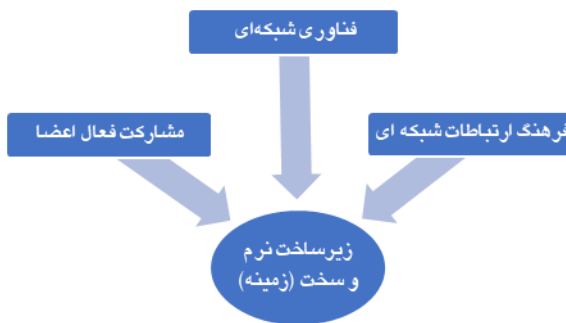 فناوری شبکه‌ای
فرهنگ ارتباطات شبکه ای
مشارکت فعال اعضا
زیرساخت نرم
و سخت (زمینه)